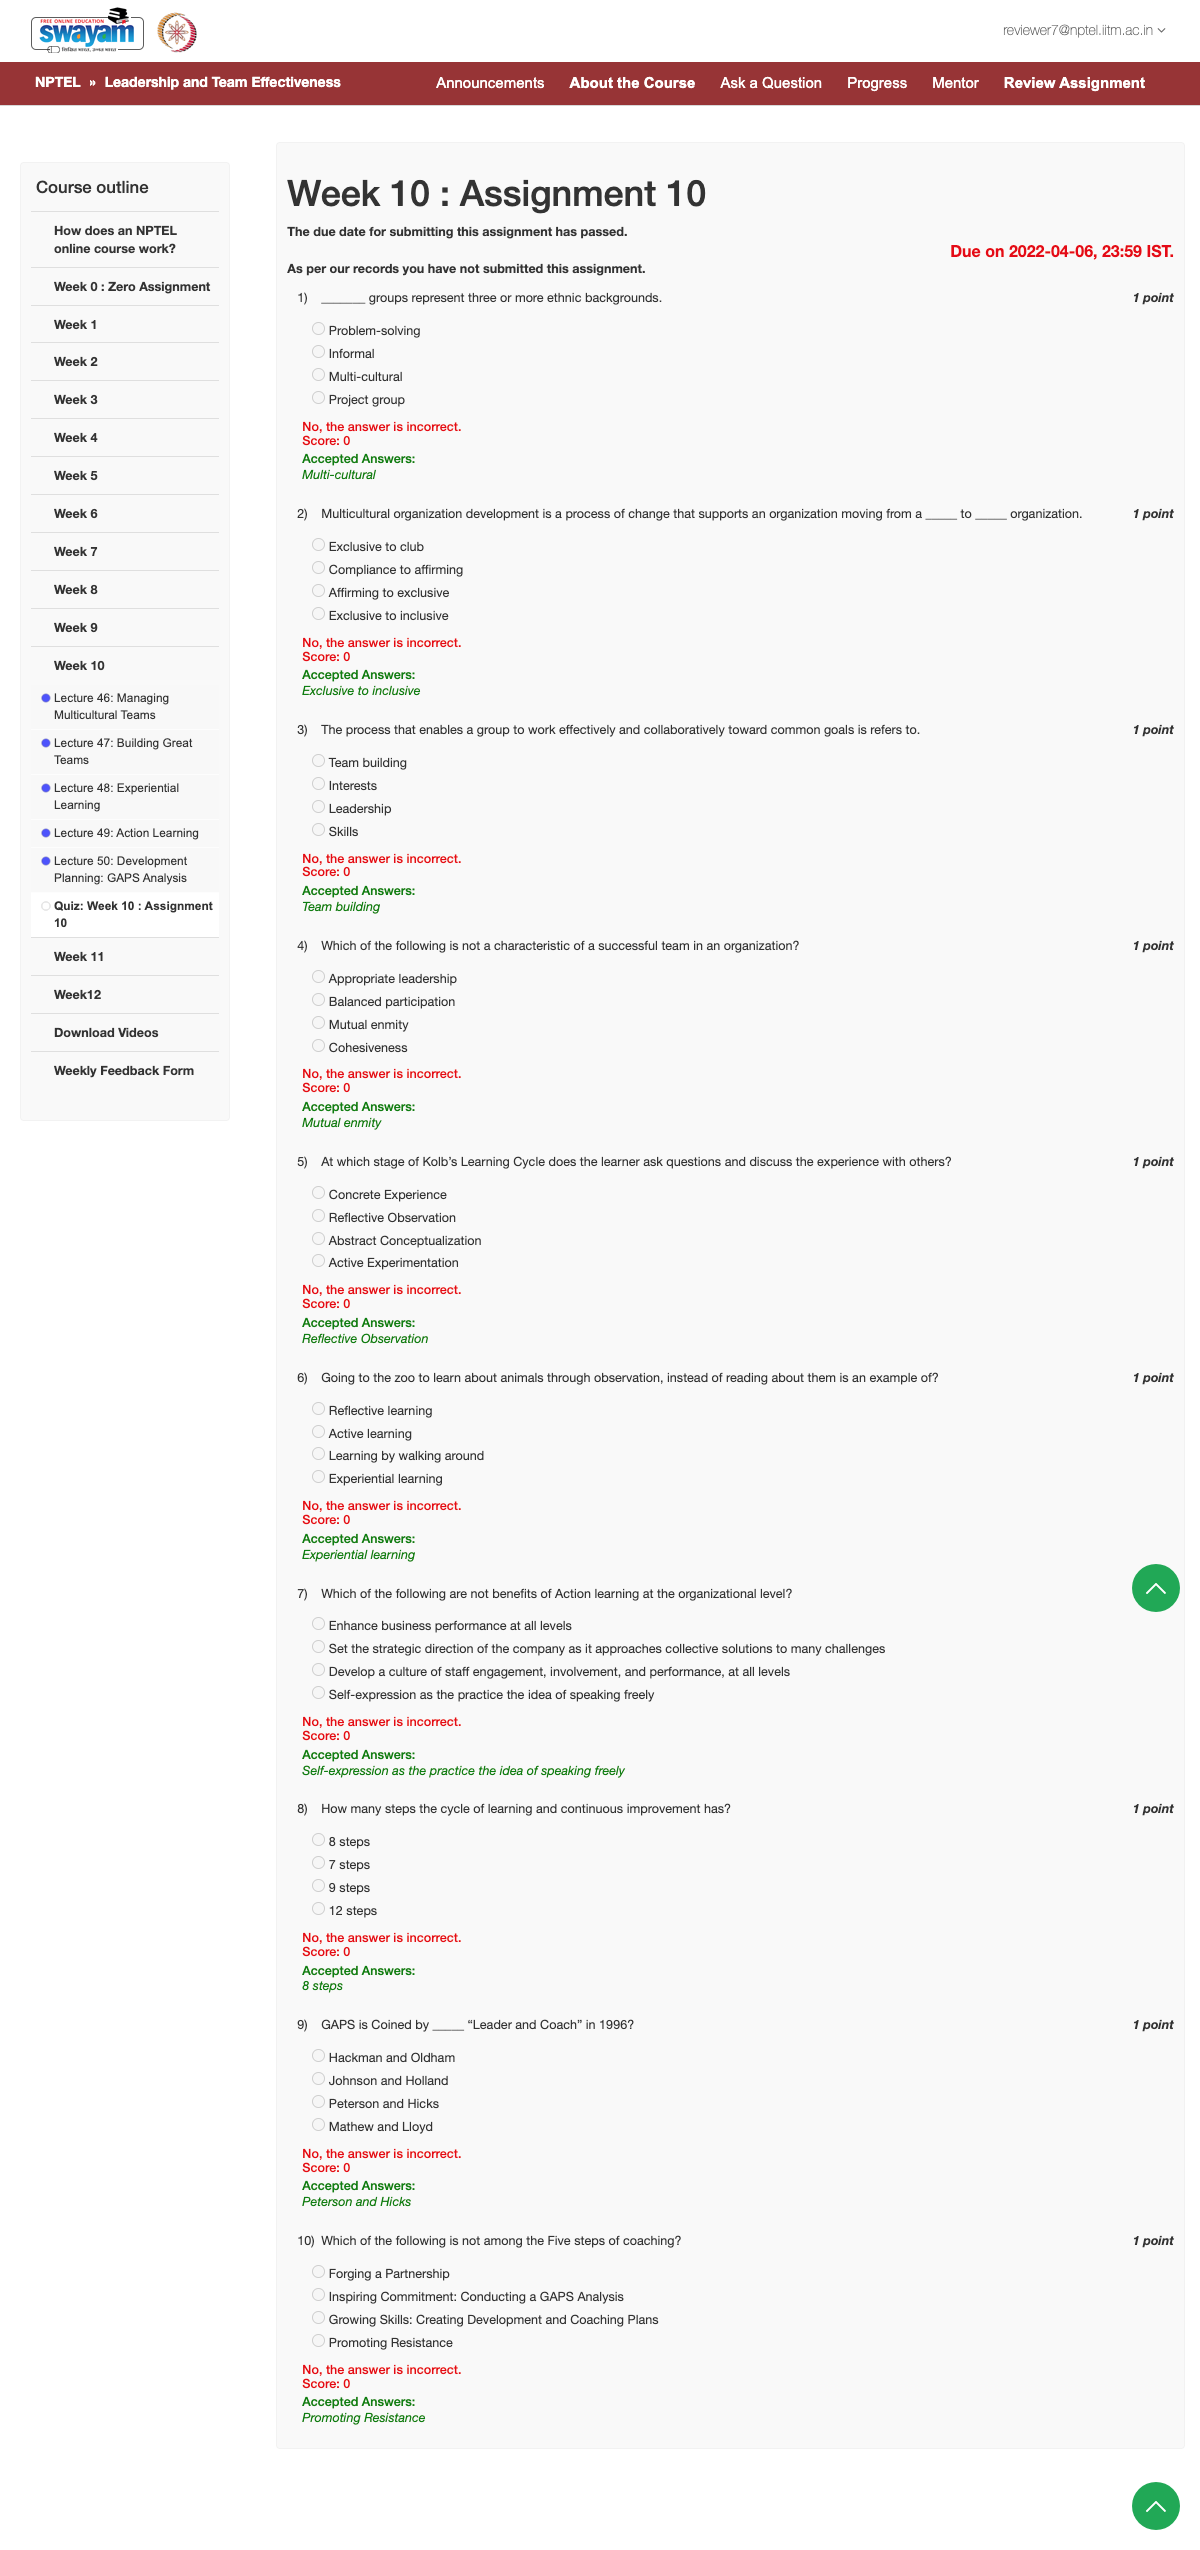 FREE ONLINE EDUCATION
swayam
शिक्षित भारत, उन्नत भारत
reviewer7@nptel.iitm.ac.in
NPTEL » Leadership and Team Effectiveness
Announcements About the Course Ask a Question Progress Mentor Review Assignment
Course outline
How does an NPTEL
online course work?
Week 0 : Zero Assignment
Week 1
Week 2
Week 3
Week 4
Week 5
Week 6
Week 7
Week 8
Week 9
Week 10
Lecture 46: Managing
Multicultural Teams
Lecture 47: Building Great
Teams
Lecture 48: Experiential
Learning
Lecture 49: Action Learning
Lecture 50: Development
Planning: GAPS Analysis
Quiz: Week 10 : Assignment
10
Week 11
Week12
Download Videos
Weekly Feedback Form
Week 10 : Assignment 10
The due date for submitting this assignment has passed.
Due on 2022-04-06, 23:59 IST.
As per our records you have not submitted this assignment.
1) _______ groups represent three or more ethnic backgrounds. 1 point
Problem-solving
Informal
Multi-cultural
Project group
No, the answer is incorrect.
Score: 0
Accepted Answers:
Multi-cultural
2) Multicultural organization development is a process of change that supports an organization moving from a _____ to _____ organization. 1 point
Exclusive to club
Compliance to affirming
Affirming to exclusive
Exclusive to inclusive
No, the answer is incorrect.
Score: 0
Accepted Answers:
Exclusive to inclusive
3) The process that enables a group to work effectively and collaboratively toward common goals is refers to. 1 point
Team building
Interests
Leadership
Skills
No, the answer is incorrect.
Score: 0
Accepted Answers:
Team building
4) Which of the following is not a characteristic of a successful team in an organization? 1 point
Appropriate leadership
Balanced participation
Mutual enmity
Cohesiveness
No, the answer is incorrect.
Score: 0
Accepted Answers:
Mutual enmity
5) At which stage of Kolb's Learning Cycle does the learner ask questions and discuss the experience with others? 1 point
Concrete Experience
Reflective Observation
Abstract Conceptualization
Active Experimentation
No, the answer is incorrect.
Score: 0
Accepted Answers:
Reflective Observation
6) Going to the zoo to learn about animals through observation, instead of reading about them is an example of? 1 point
Reflective learning
Active learning
Learning by walking around
Experiential learning
No, the answer is incorrect.
Score: 0
Accepted Answers:
Experiential learning
7) Which of the following are not benefits of Action learning at the organizational level?
Enhance business performance at all levels
Set the strategic direction of the company as it approaches collective solutions to many challenges
Develop a culture of staff engagement, involvement, and performance, at all levels
Self-expression as the practice the idea of speaking freely
No, the answer is incorrect.
Score: 0
Accepted Answers:
Self-expression as the practice the idea of speaking freely
8) How many steps the cycle of learning and continuous improvement has? 1 point
8 steps
7 steps
9 steps
12 steps
No, the answer is incorrect.
Score: 0
Accepted Answers:
8 steps
9) GAPS is Coined by _____ “Leader and Coach” in 1996? 1 point
Hackman and Oldham
Johnson and Holland
Peterson and Hicks
Mathew and Lloyd
No, the answer is incorrect.
Score: 0
Accepted Answers:
Peterson and Hicks
10) Which of the following is not among the Five steps of coaching? 1 point
Forging a Partnership
Inspiring Commitment: Conducting a GAPS Analysis
Growing Skills: Creating Development and Coaching Plans
Promoting Resistance
No, the answer is incorrect.
Score: 0
Accepted Answers:
Promoting Resistance